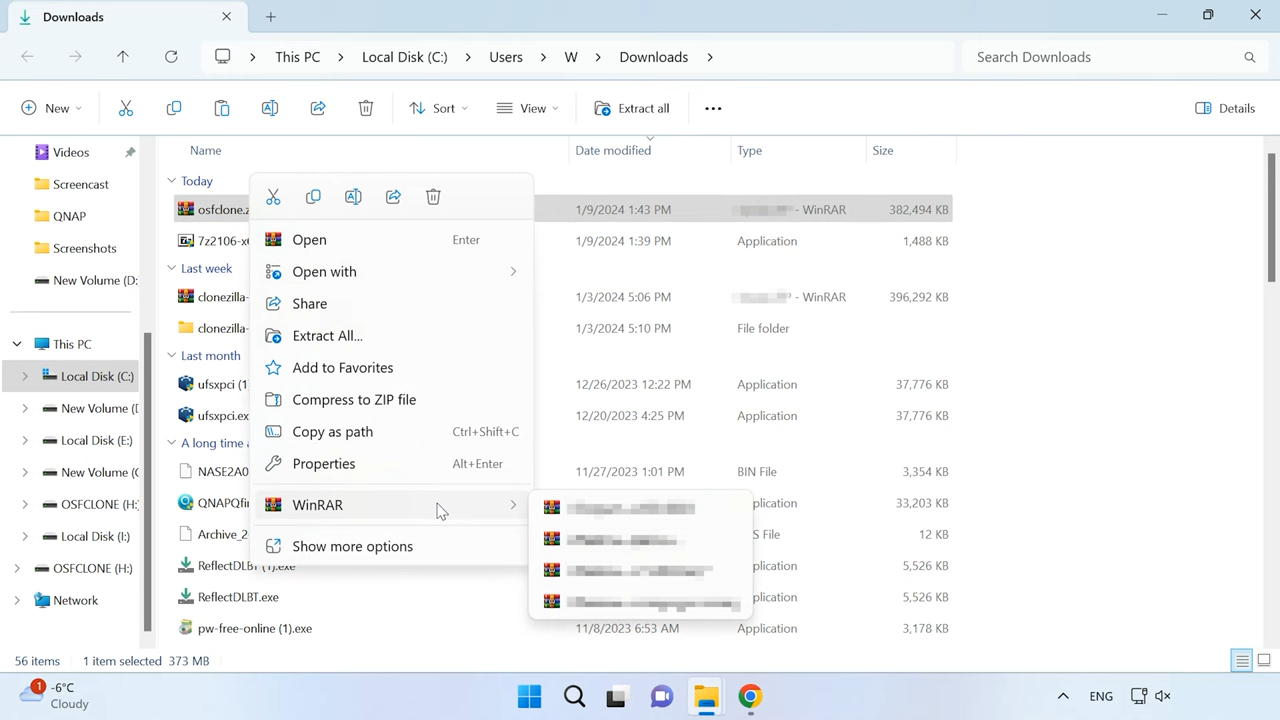 Downloads
This PC Local Disk (C:) Users W Downloads
Search Downloads
New Sort View Extract all Details
Name Date modified Type Size
Videos
Screencast
QNAP
Screenshots
New Volume (D:
This PC
Local Disk (C:)
New Volume (
Local Disk (E:)
New Volume (
OSFCLONE (
Local Disk (I:)
OSFCLONE (H:)
Network
Today
osfclone.z 1/9/2024 1:43 PM - WinRAR 382,494 KB
7z2106-x6 1/9/2024 1:39 PM Application 1,488 KB
Last week
clonezilla- 1/3/2024 5:06 PM - WinRAR 396,292 KB
clonezilla- 1/3/2024 5:10 PM File folder
Last month
ufsxpci (1) 12/26/2023 12:22 PM Application 37,776 KB
ufsxpci.ex 12/20/2023 4:25 PM Application 37,776 KB
A long time a
NASE2A0 11/27/2023 1:01 PM BIN File 3,354 KB
QNAPQfin plication 33,203 KB
Archive_2 S File 12 KB
ReflectDLBT (1).exe plication 5,526 KB
ReflectDLBT.exe plication 5,526 KB
pw-free-online (1).exe 11/8/2023 6:53 AM Application 3,178 KB
Open Enter
Open with
Share
Extract All...
Add to Favorites
Compress to ZIP file
Copy as path Ctrl+Shift+C
Properties Alt+Enter
WinRAR
Show more options
56 items 1 item selected 373 MB
1
-6°C
Cloudy
ENG